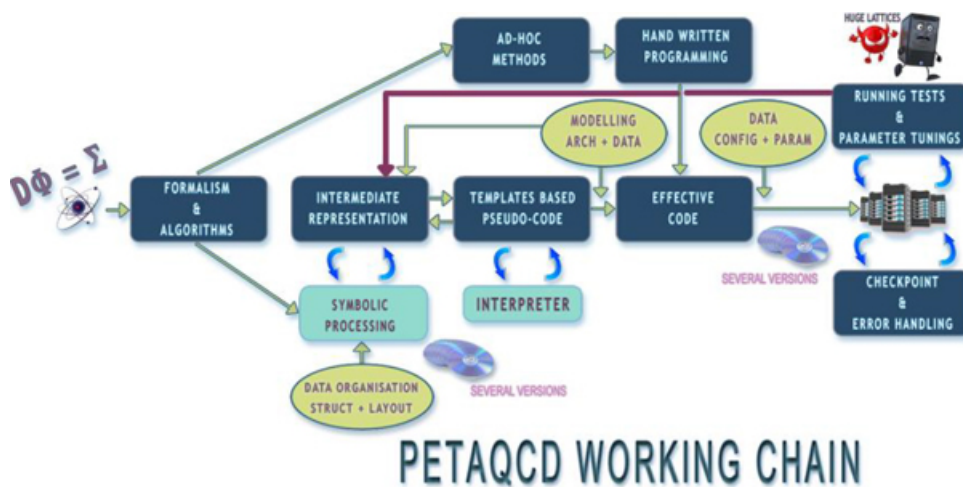 HUGE LATTICES
AD-HOC
METHODS
HAND WRITTEN
PROGRAMMING
RUNNING TESTS
&
PARAMETER TUNINGS
MODELLING
ARCH + DATA
DATA
CONFIG + PARAM
DΦ = Σ
FORMALISM
&
ALGORITHMS
INTERMEDIATE
REPRESENTATION
TEMPLATES BASED
PSEUDO-CODE
EFFECTIVE
CODE
SEVERAL VERSIONS
CHECKPOINT
&
ERROR HANDLING
SYMBOLIC
PROCESSING
INTERPRETER
DATA ORGANISATION
STRUCT + LAYOUT
SEVERAL VERSIONS
PETAQCD WORKING CHAIN